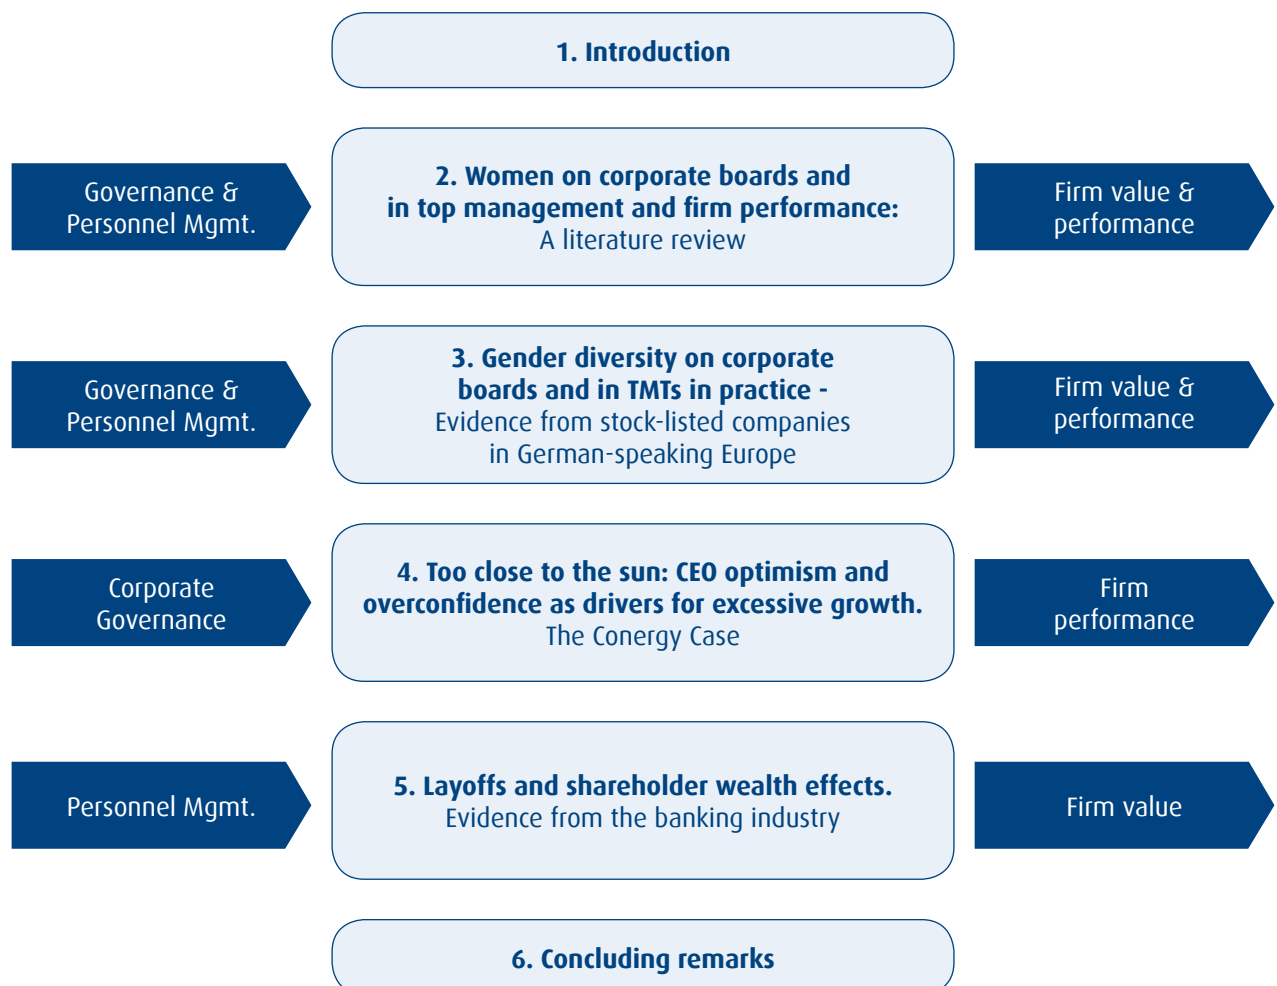 1. Introduction
Governance &
Personnel Mgmt.
2. Women on corporate boards and
in top management and firm performance:
A literature review
Firm value &
performance
Governance &
Personnel Mgmt.
3. Gender diversity on corporate
boards and in TMTs in practice -
Evidence from stock-listed companies
in German-speaking Europe
Firm value &
performance
Corporate
Governance
4. Too close to the sun: CEO optimism and
overconfidence as drivers for excessive growth.
The Conergy Case
Firm
performance
Personnel Mgmt.
5. Layoffs and shareholder wealth effects.
Evidence from the banking industry
Firm value
6. Concluding remarks